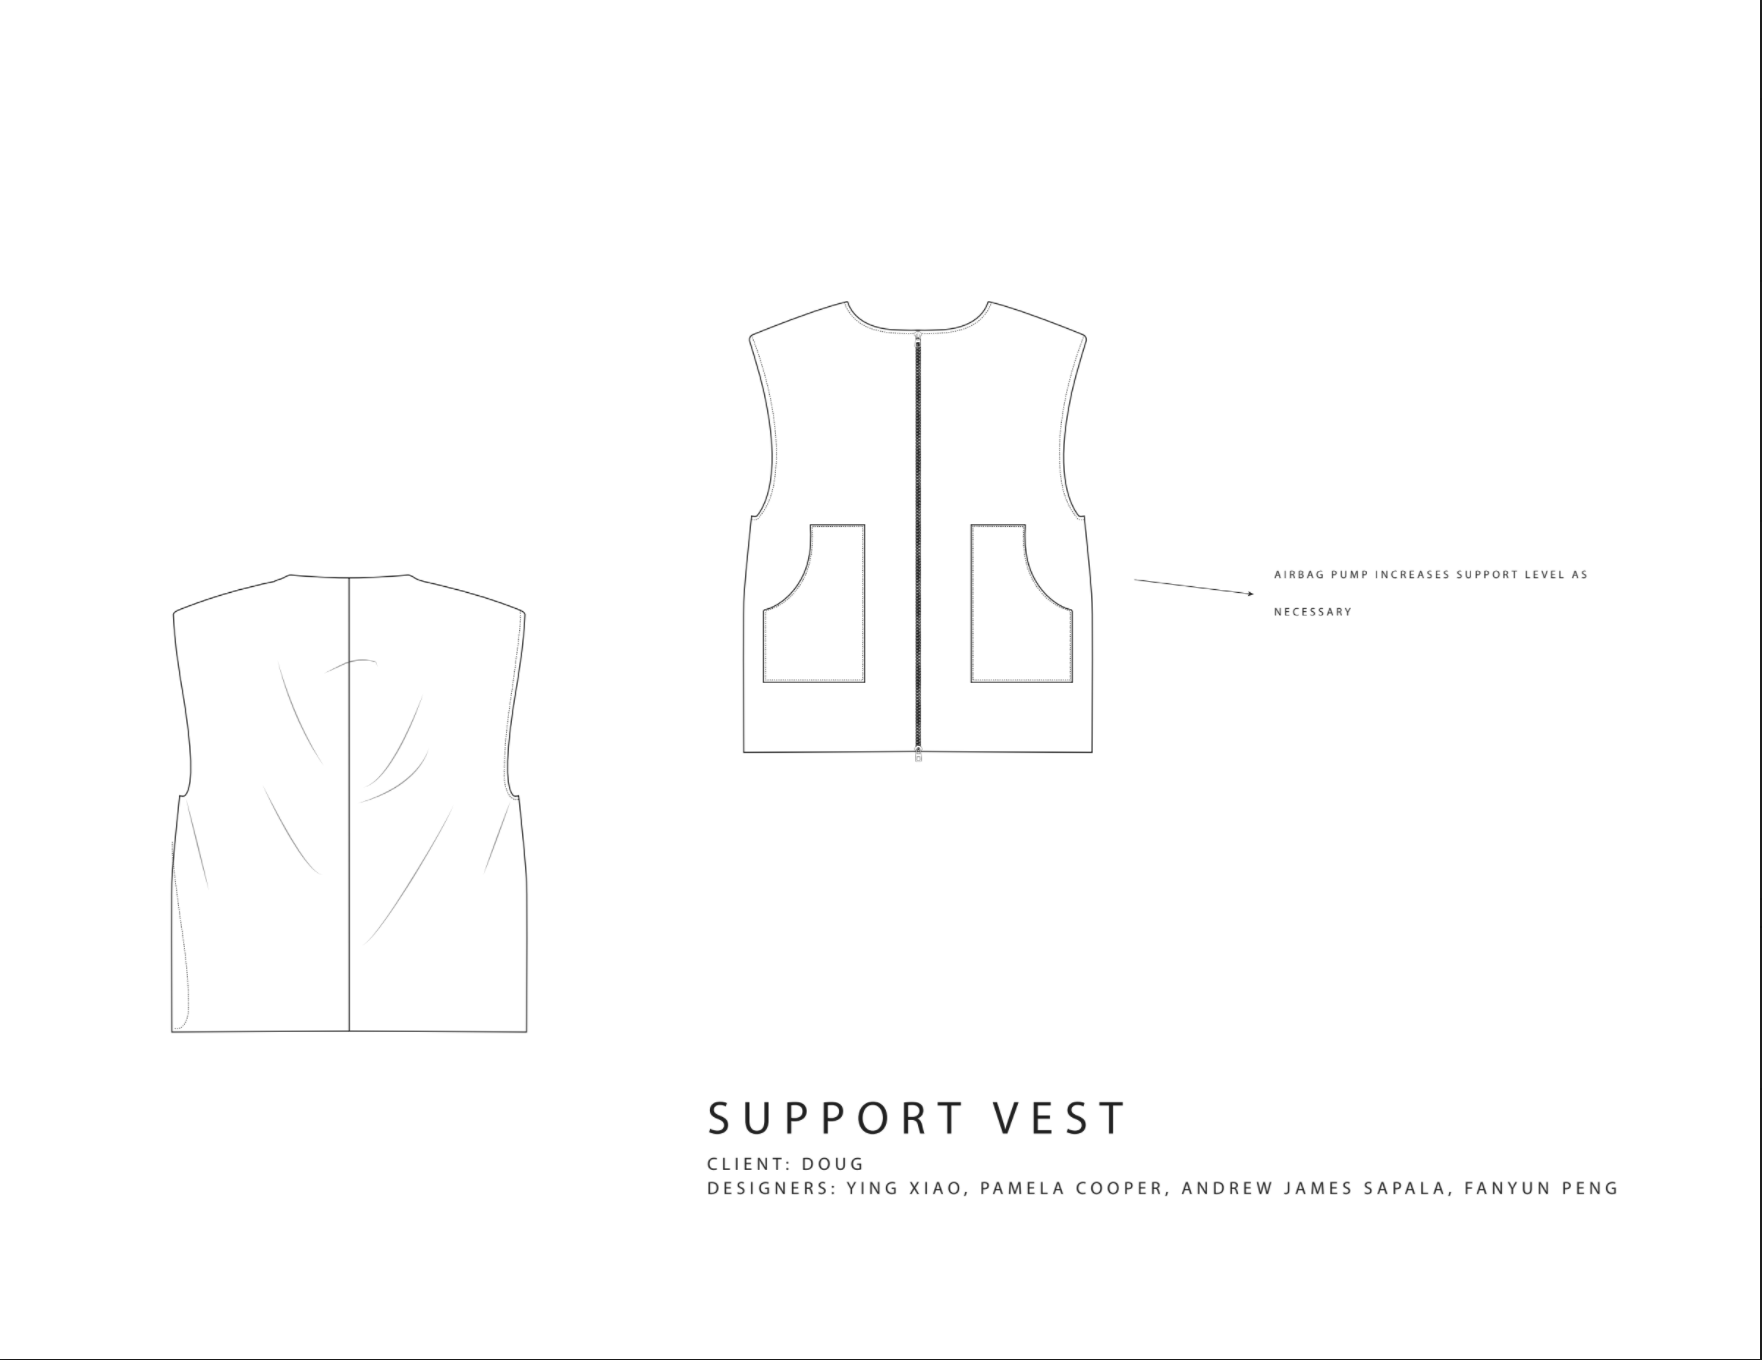 AIRBAG PUMP INCREASES SUPPORT LEVEL AS
NECESSARY
SUPPORT VEST
CLIENT: DOUG
DESIGNERS: YING XIAO, PAMELA COOPER, ANDREW JAMES SAPALA, FANYUN PENG